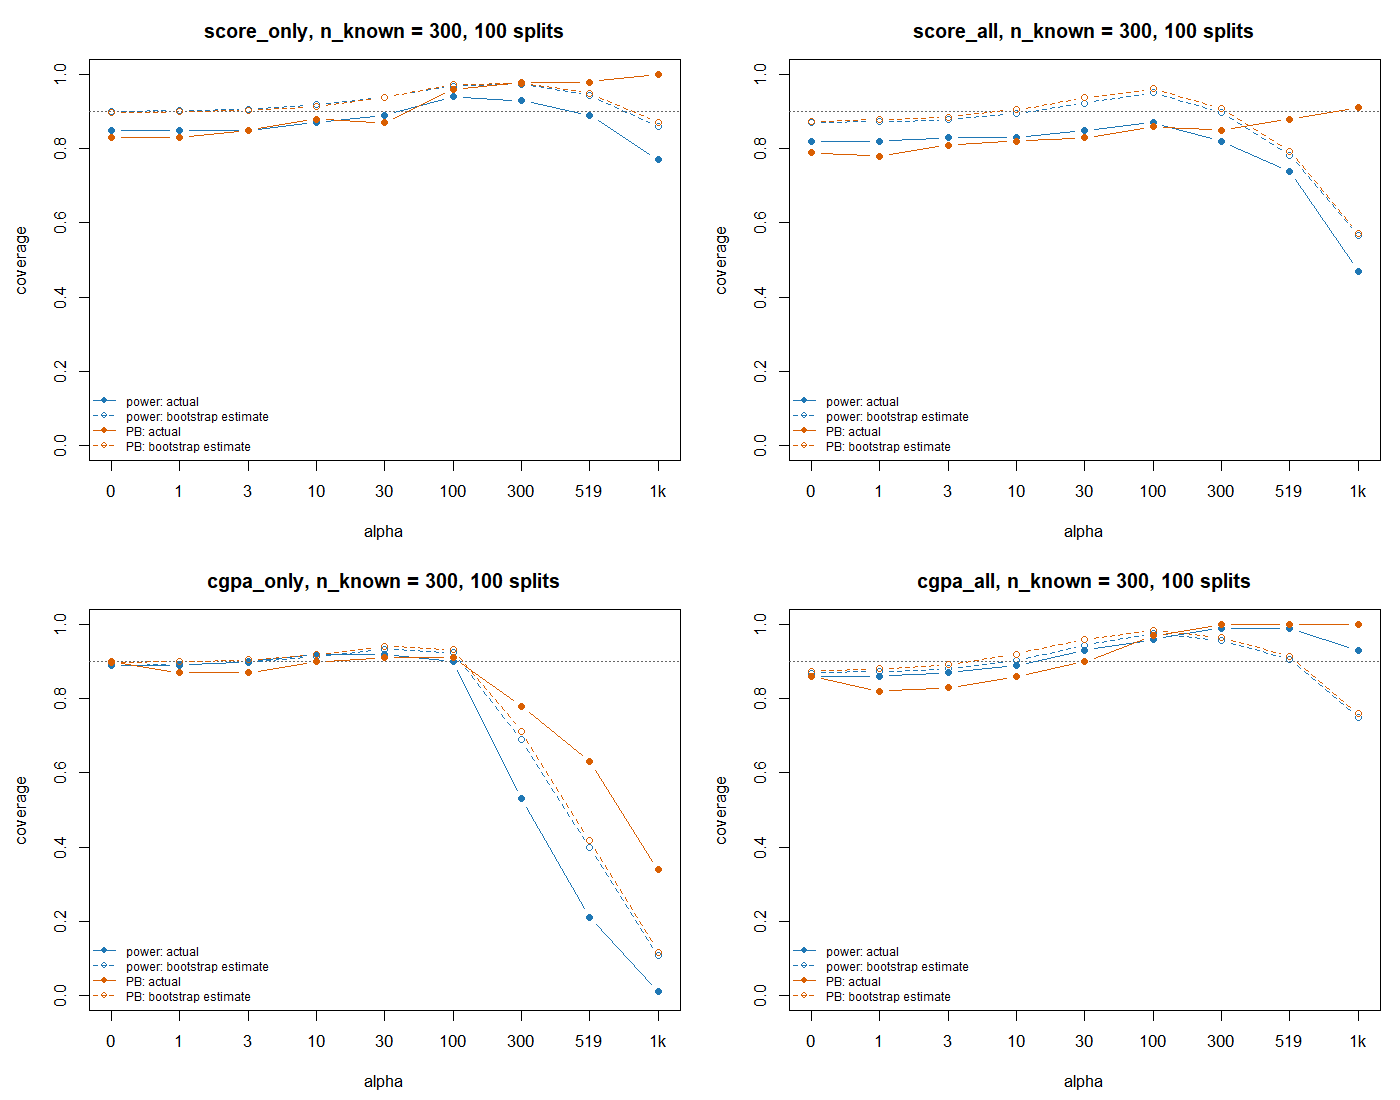 score_only, n_known = 300, 100 splits
coverage
1.0
0.8
0.6
0.4
0.2
0.0
power: actual
power: bootstrap estimate
PB: actual
PB: bootstrap estimate
0 1 3 10 30 100 300 519 1k
alpha
score_all, n_known = 300, 100 splits
coverage
1.0
0.8
0.6
0.4
0.2
0.0
power: actual
power: bootstrap estimate
PB: actual
PB: bootstrap estimate
0 1 3 10 30 100 300 519 1k
alpha
cgpa_only, n_known = 300, 100 splits
coverage
1.0
0.8
0.6
0.4
0.2
0.0
power: actual
power: bootstrap estimate
PB: actual
PB: bootstrap estimate
0 1 3 10 30 100 300 519 1k
alpha
cgpa_all, n_known = 300, 100 splits
coverage
1.0
0.8
0.6
0.4
0.2
0.0
power: actual
power: bootstrap estimate
PB: actual
PB: bootstrap estimate
0 1 3 10 30 100 300 519 1k
alpha